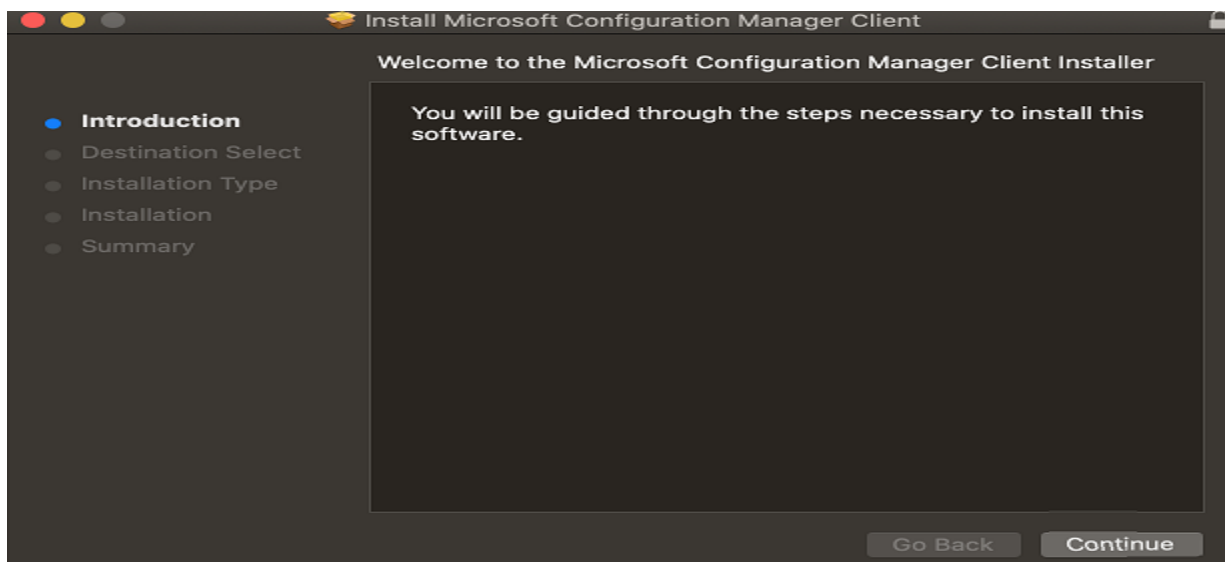 Install Microsoft Configuration Manager Client
Welcome to the Microsoft Configuration Manager Client Installer
Introduction
Destination Select
Installation Type
Installation
Summary
You will be guided through the steps necessary to install this
software.
Go Back
Continue